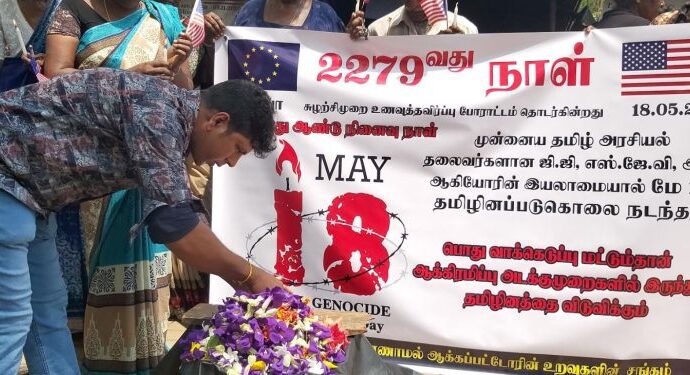 2279வது நாள்
சுழற்சிமுறை உணவுத்தவிர்ப்பு போராட்டம் தொடர்கின்றது
18.05.2
து ஆண்டு நினைவு நாள்
MAY
18
GENOCIDE
ay
முன்னைய தமிழ் அரசியல்
தலைவர்களான ஜி.ஜி, எஸ்.ஜே.வி,
ஆகியோரின் இயலாமையால் மே
தமிழினப்படுகொலை நடந்த
பொது வாக்கெடுப்பு மட்டும்தான்
ஆக்கிரமிப்பு அடக்குமுறைகளில் இருந்
தமிழினத்தை விடுவிக்கும்
ணாமல் ஆக்கப்பட்டோரின் உறவுகளின் சங்கம்